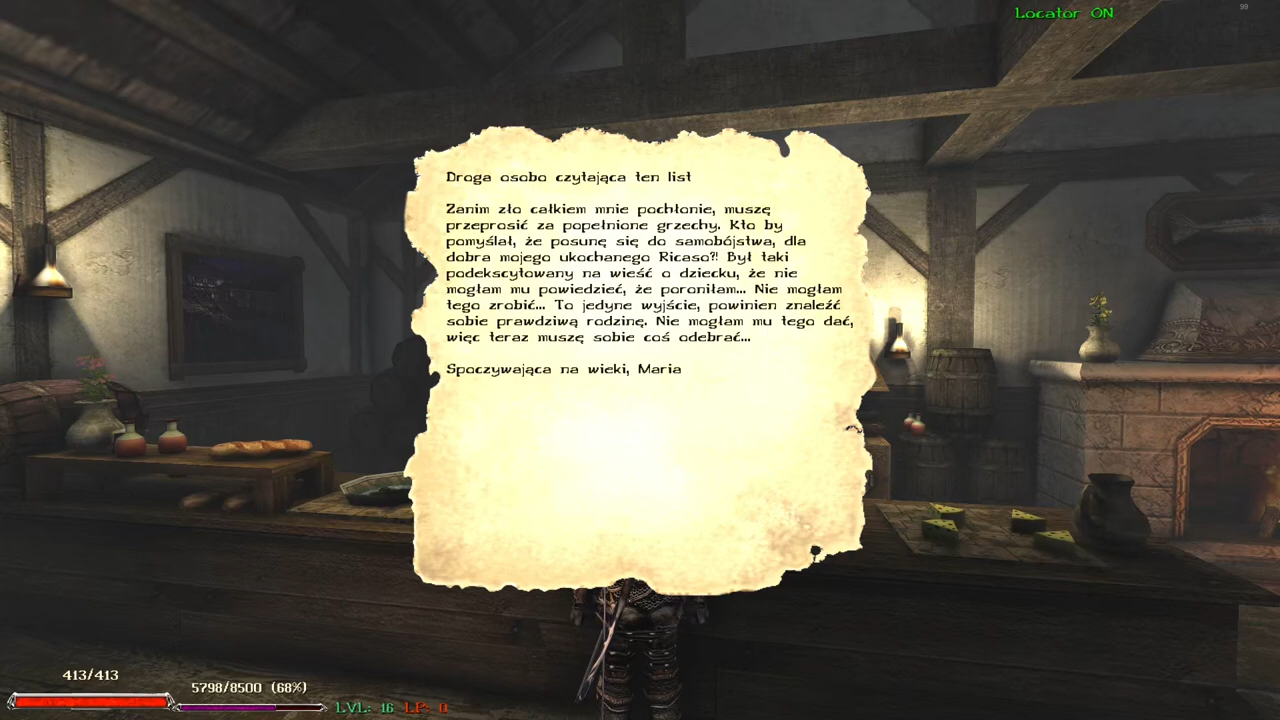 Locator ON
99
Droga osobo czytająca ten list
Zanim zło całkiem mnie pochłonie, muszę
przeprosić za popełnione grzechy. Kto by
pomyślał, że posunę się do samobójstwa, dla
dobra mojego ukochanego Ricaso?! Był taki
podekscytowany na wieść o dziecku, że nie
mogłam mu powiedzieć, że poroniłam... Nie mogłam
tego zrobić... To jedyne wyjście, powinien znaleźć
sobie prawdziwą rodzinę. Nie mogłam mu tego dać,
więc teraz muszę sobie coś odebrać...
Spoczywająca na wieki, Maria
413/413
5798/8500 (68%)
LVL: 16 LP: 0